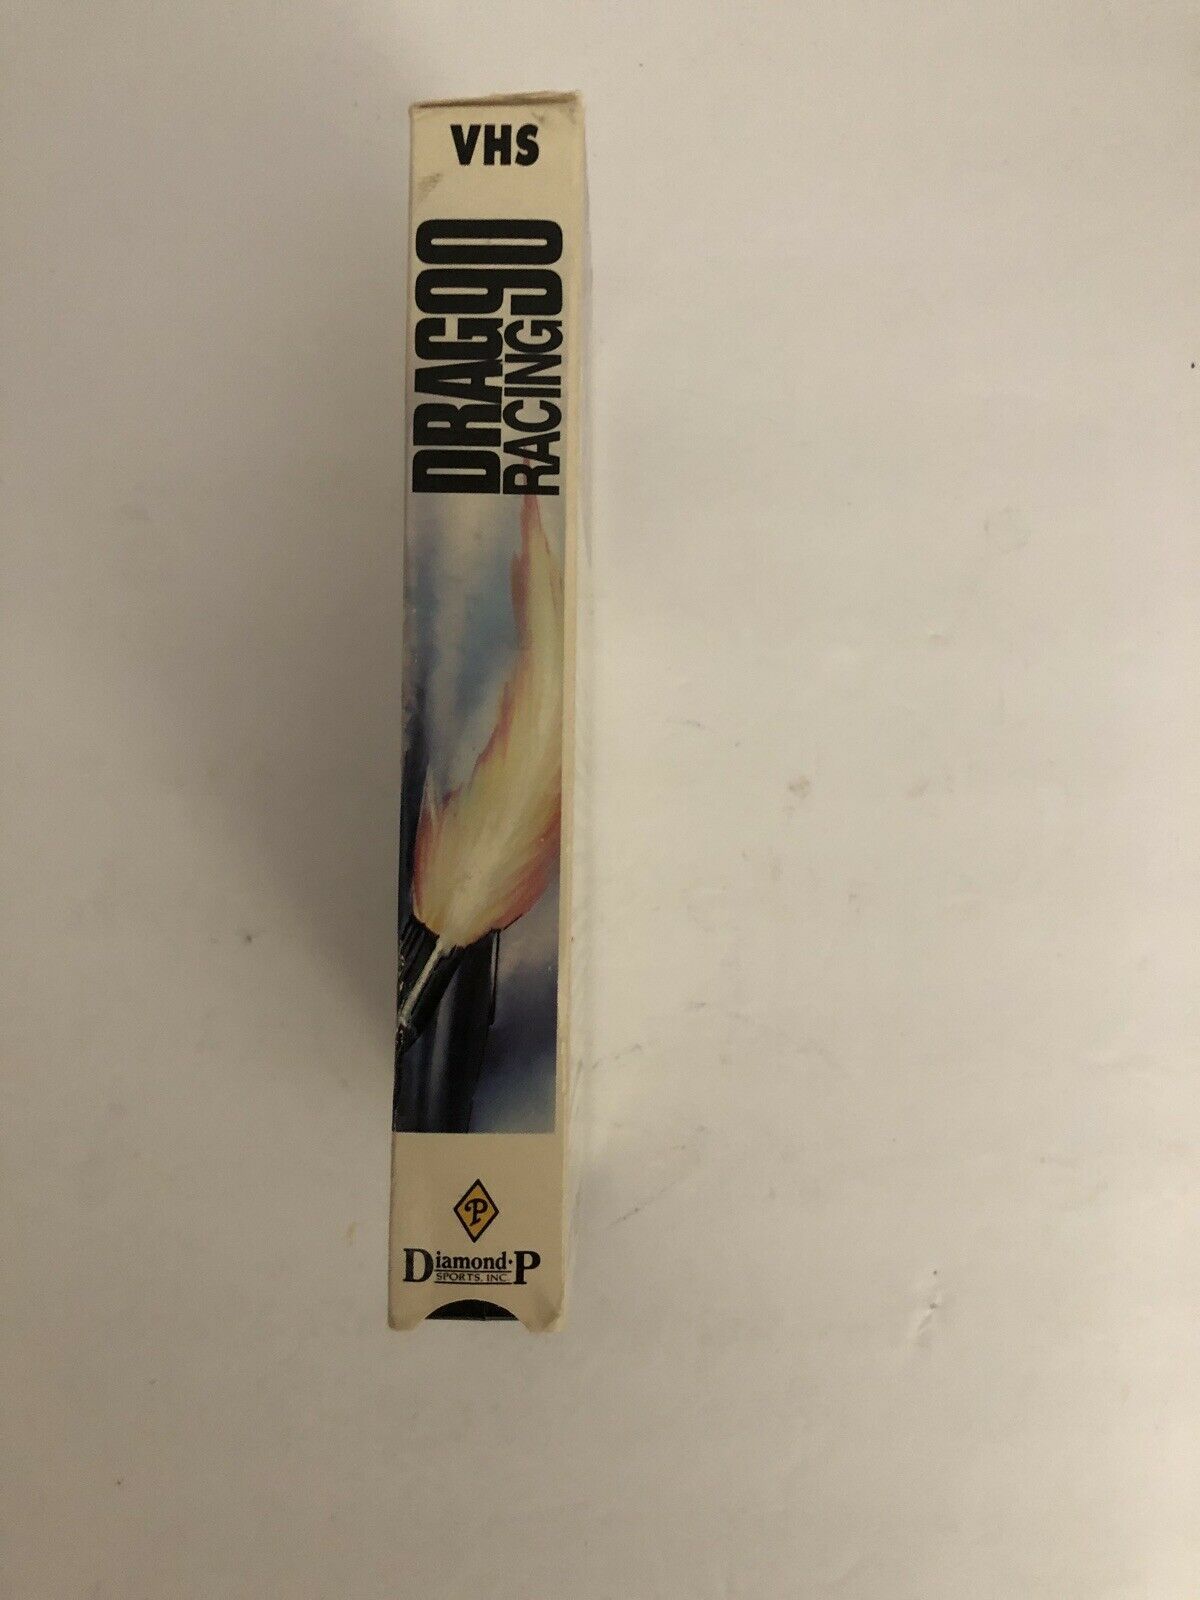 VHS
DRAG90
RACING
P
Diamond·P
SPORTS, INC.